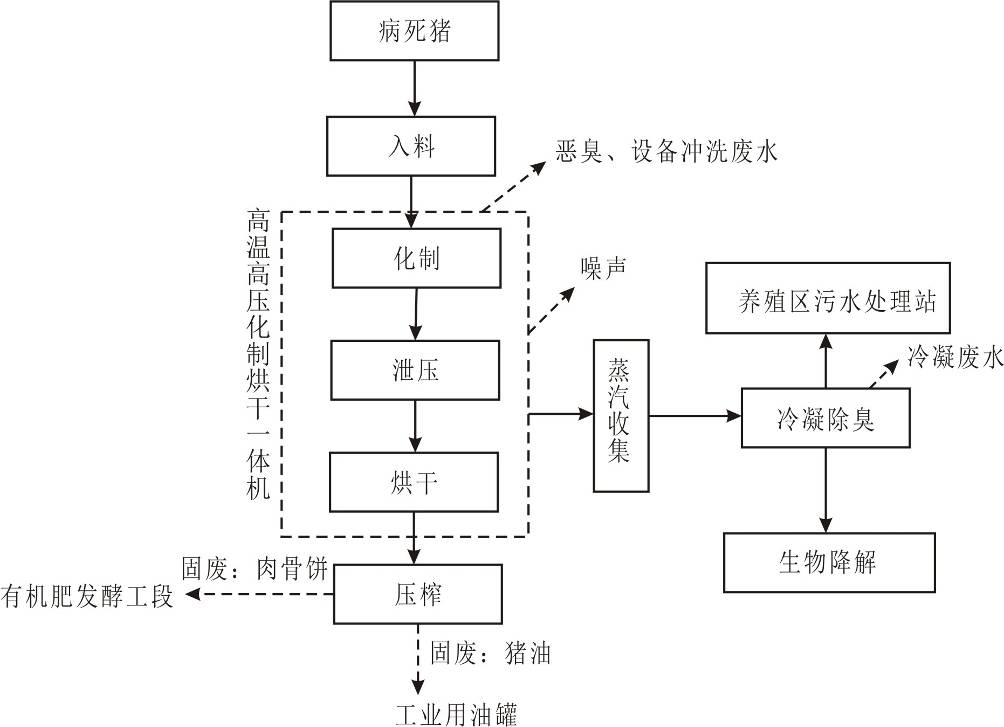 病死猪
入料
恶臭、设备冲洗废水
高温高压化制烘干一体机
化制
噪声
养殖区污水处理站
泄压
蒸汽收集
冷凝废水
冷凝除臭
烘干
固废：肉骨饼
有机肥发酵工段
压榨
生物降解
固废：猪油
工业用油罐